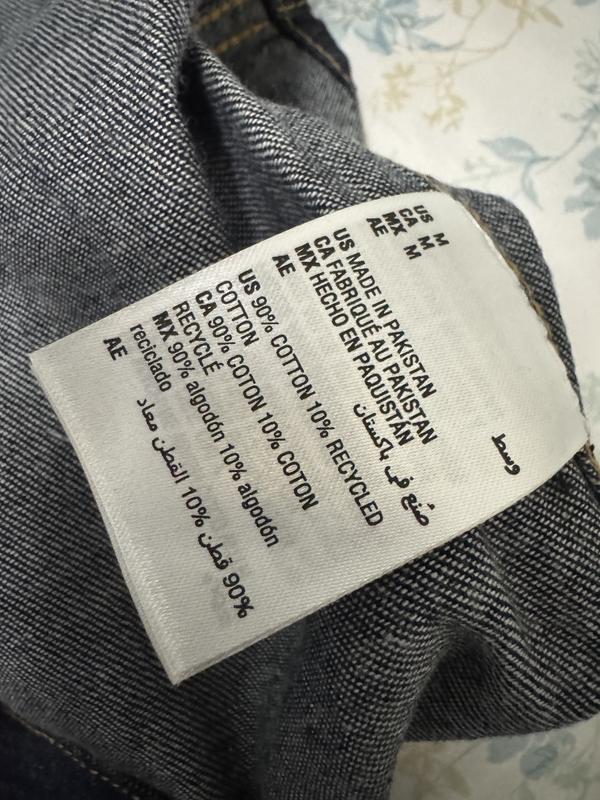 US M
CA M
MX M
AE وسط
US MADE IN PAKISTAN
CA FABRIQUÉ AU PAKISTAN
MX HECHO EN PAQUISTÁN
AE صُنع في باكستان
US 90% COTTON 10% RECYCLED
COTTON
CA 90% COTON 10% COTON
RECYCLÉ
MX 90% algodón 10% algodón
reciclado
AE 90% قطن 10% القطن معاد